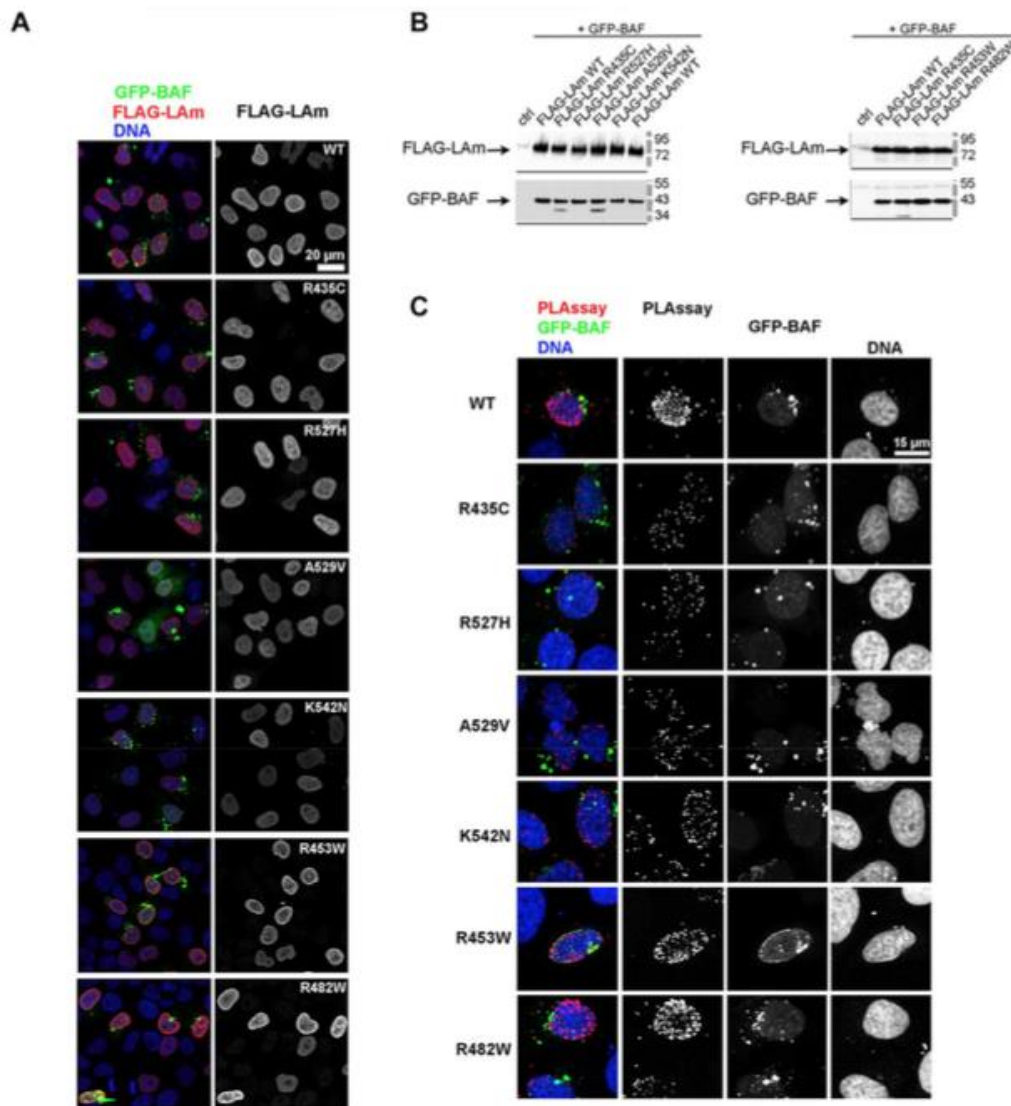 A
GFP-BAF
FLAG-LAm
DNA
FLAG-LAm
WT
20 μm
R435C
R527H
A529V
K542N
R453W
R482W
B
+ GFP-BAF
ctrl
FLAG-LAm WT
FLAG-LAm R435C
FLAG-LAm R527H
FLAG-LAm A529V
FLAG-LAm K542N
FLAG-LAm WT
FLAG-LAm
95
72
GFP-BAF
55
43
34
+ GFP-BAF
ctrl
FLAG-LAm WT
FLAG-LAm R435C
FLAG-LAm R453W
FLAG-LAm R482W
FLAG-LAm
95
72
GFP-BAF
55
43
C
PLAssay
GFP-BAF
DNA
PLAssay
GFP-BAF
DNA
WT
15 μm
R435C
R527H
A529V
K542N
R453W
R482W